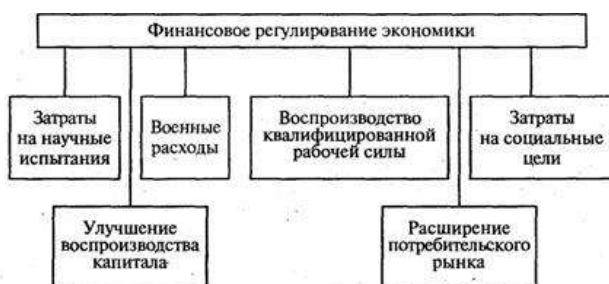 Финансовое регулирование экономики
Затраты
на научные
испытания
Военные
расходы
Воспроизводство
квалифицированной
рабочей силы
Затраты
на социальные
цели
Улучшение
воспроизводства
капитала
Расширение
потребительского
рынка